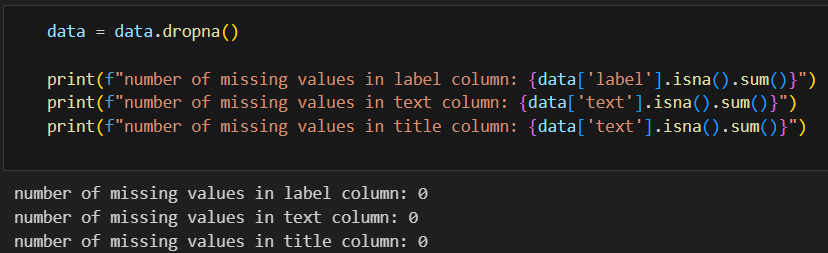 data = data.dropna()
print(f"number of missing values in label column: {data['label'].isna().sum()}")
print(f"number of missing values in text column: {data['text'].isna().sum()}")
print(f"number of missing values in title column: {data['text'].isna().sum()}")
number of missing values in label column: 0
number of missing values in text column: 0
number of missing values in title column: 0